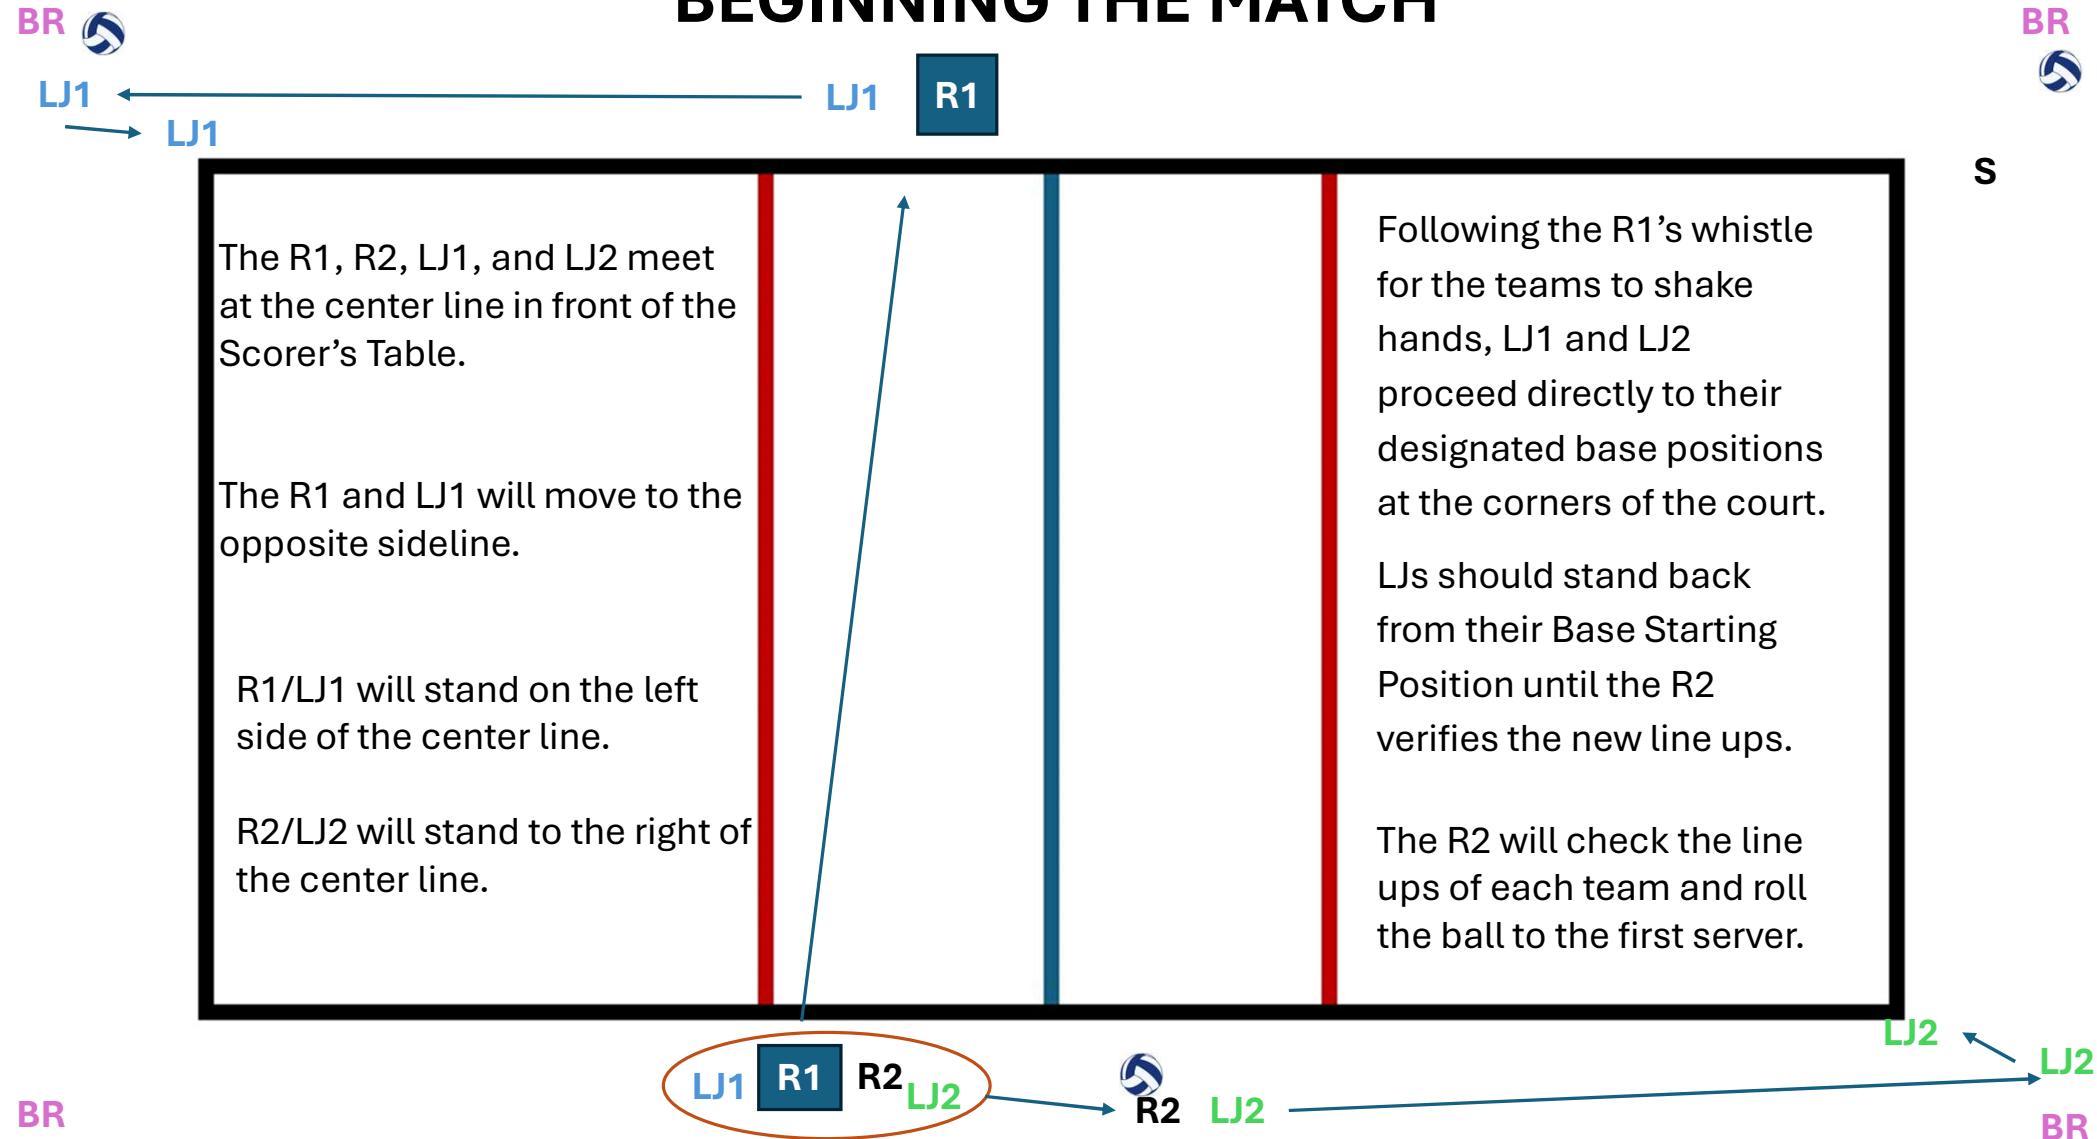 BEGINNING THE MATCH
BR
BR
LJ1
LJ1
R1
LJ1
S
The R1, R2, LJ1, and LJ2 meet
at the center line in front of the
Scorer’s Table.
The R1 and LJ1 will move to the
opposite sideline.
R1/LJ1 will stand on the left
side of the center line.
R2/LJ2 will stand to the right of
the center line.
Following the R1’s whistle
for the teams to shake
hands, LJ1 and LJ2
proceed directly to their
designated base positions
at the corners of the court.
LJs should stand back
from their Base Starting
Position until the R2
verifies the new line ups.
The R2 will check the line
ups of each team and roll
the ball to the first server.
LJ2
LJ2
LJ1
R1
R2
LJ2
R2
LJ2
BR
BR